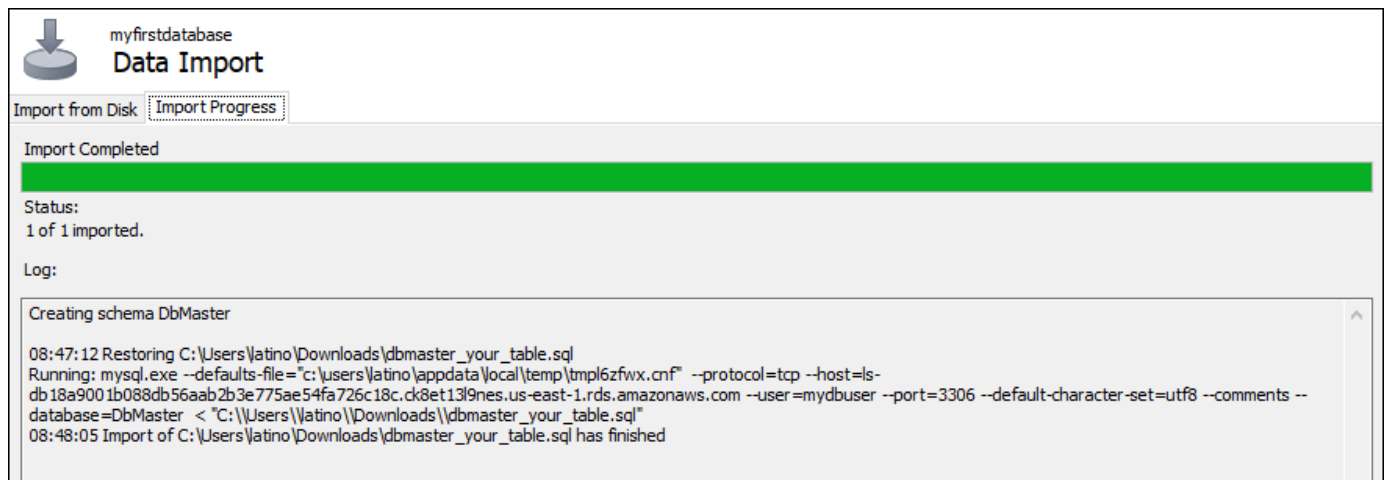 myfirstdatabase
Data Import
Import from Disk Import Progress
Import Completed
Status:
1 of 1 imported.
Log:
Creating schema DbMaster
08:47:12 Restoring C:\Users\latino\Downloads\dbmaster_your_table.sql
Running: mysql.exe --defaults-file="c:\users\latino\appdata\local\temp\tmpl6zfwx.cnf"  --protocol=tcp --host=ls-
db18a9001b088db56aab2b3e775ae54fa726c18c.ck8et13l9nes.us-east-1.rds.amazonaws.com --user=mydbuser --port=3306 --default-character-set=utf8 --comments --
database=DbMaster  < "C:\\Users\\latino\\Downloads\\dbmaster_your_table.sql"
08:48:05 Import of C:\Users\latino\Downloads\dbmaster_your_table.sql has finished